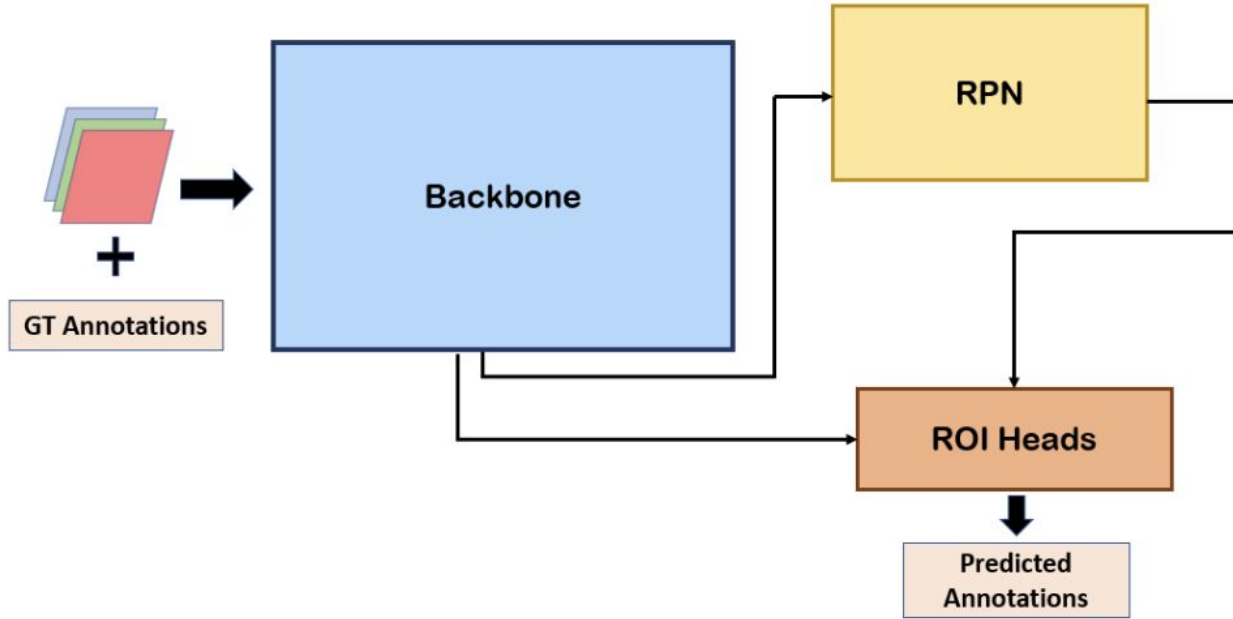 RPN
Backbone
GT Annotations
ROI Heads
Predicted
Annotations